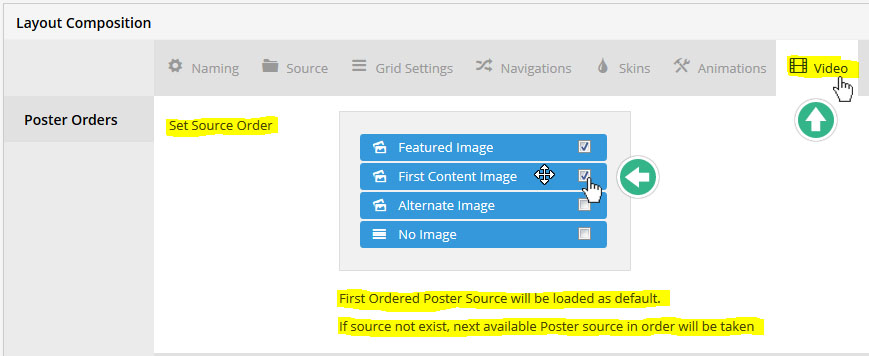 Layout Composition
Naming
Source
Grid Settings
Navigations
Skins
Animations
Video
Poster Orders
Set Source Order
Featured Image
First Content Image
Alternate Image
No Image
First Ordered Poster Source will be loaded as default.
If source not exist, next available Poster source in order will be taken